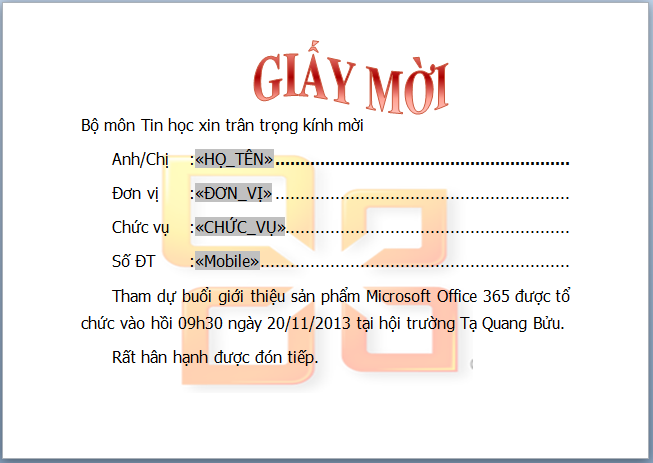 GIẤY MỜI
Bộ môn Tin học xin trân trọng kính mời
Anh/Chị :«HỌ_TÊN»............................................................
Đơn vị :«ĐƠN_VỊ» ............................................................
Chức vụ :«CHỨC_VỤ».........................................................
Số ĐT :«Mobile»..............................................................
Tham dự buổi giới thiệu sản phẩm Microsoft Office 365 được tổ
chức vào hồi 09h30 ngày 20/11/2013 tại hội trường Tạ Quang Bửu.
Rất hân hạnh được đón tiếp.